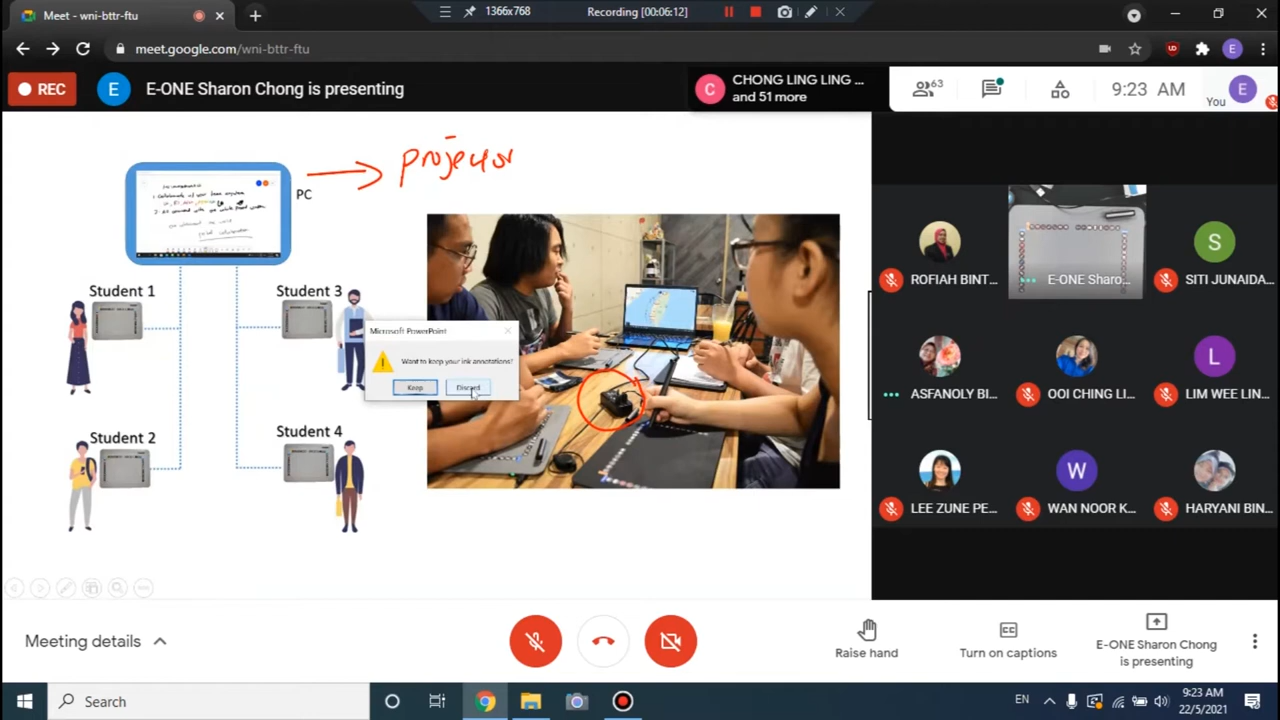 Meet - wni-bttr-ftu
1366x768
Recording [00:06:12]
meet.google.com/wni-bttr-ftu
UD
E
REC
E
E-ONE Sharon Chong is presenting
C
CHONG LING LING ...
and 51 more
63
9:23 AM
You
E
projector
PC
Student 1
Student 3
Student 2
Student 4
Microsoft PowerPoint
Want to keep your ink annotations?
Keep
Discard
ROFIAH BINT...
E-ONE Sharo...
S
SITI JUNAIDA...
ASFANOLY BI...
OOI CHING LI...
L
LIM WEE LIN...
LEE ZUNE PE...
W
WAN NOOR K...
HARYANI BIN...
Meeting details
Raise hand
CC
Turn on captions
E-ONE Sharon Chong
is presenting
Search
EN
9:23 AM
22/5/2021